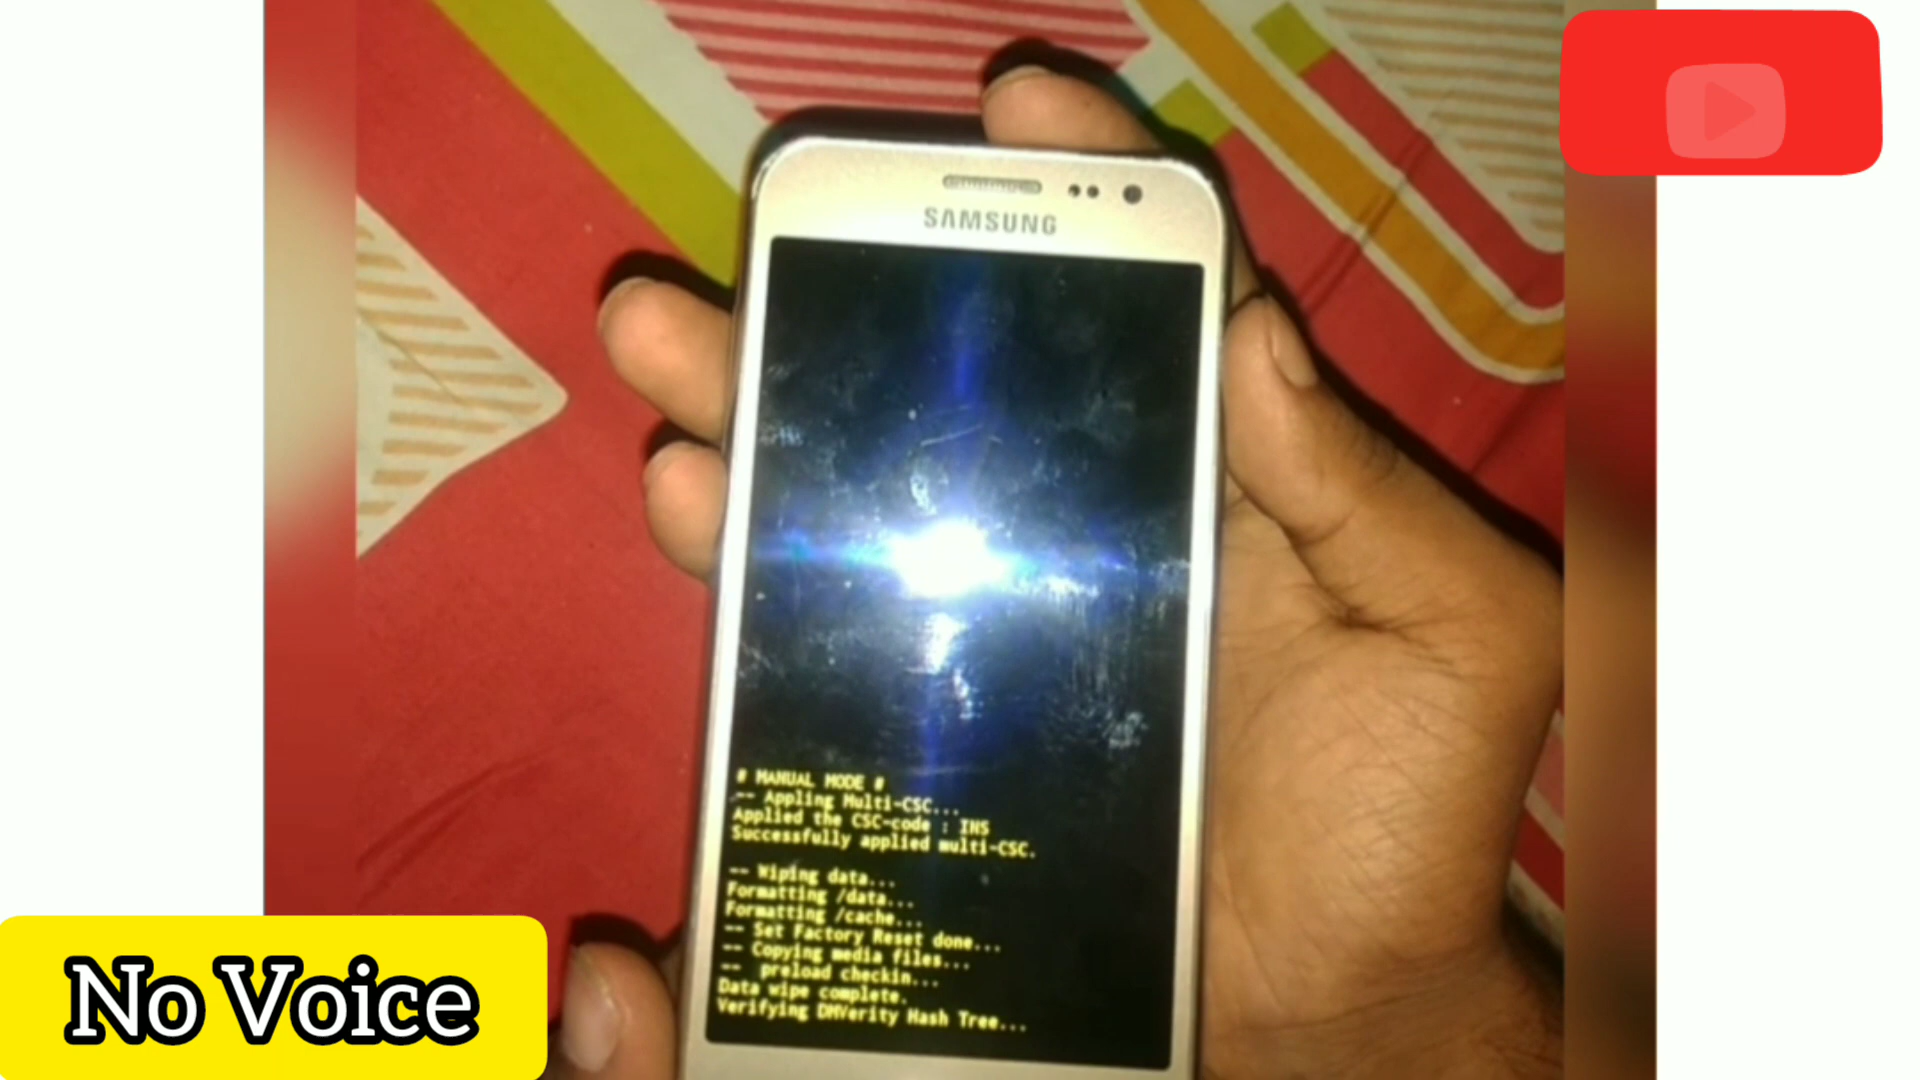 SAMSUNG
# MANUAL MODE #
-- Appling Multi-CSC...
Applied the CSC-code : INS
Successfully applied multi-CSC.
-- Wiping data...
Formatting /data...
Formatting /cache...
-- Set Factory Reset done...
-- Copying media files...
-- preload checkin...
Data wipe complete.
Verifying DMVerity Hash Tree...
No Voice